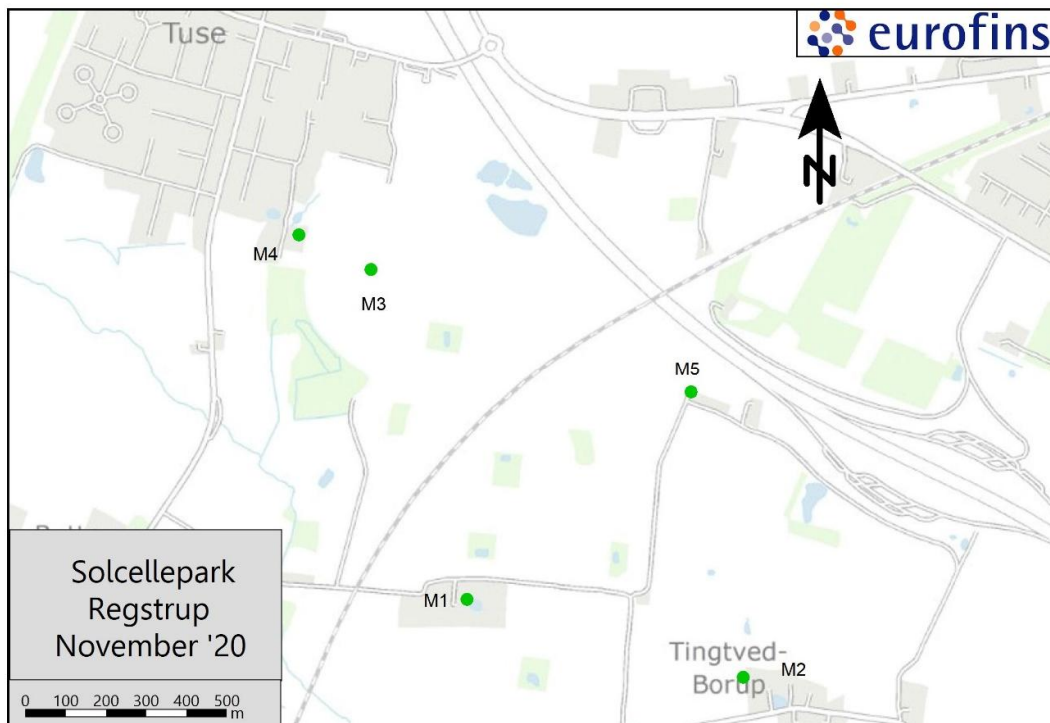 Tuse
eurofins
N
M4
M3
M5
M1
Tingtved-
Borup
M2
Solcellepark
Regstrup
November '20
0 100 200 300 400 500
m